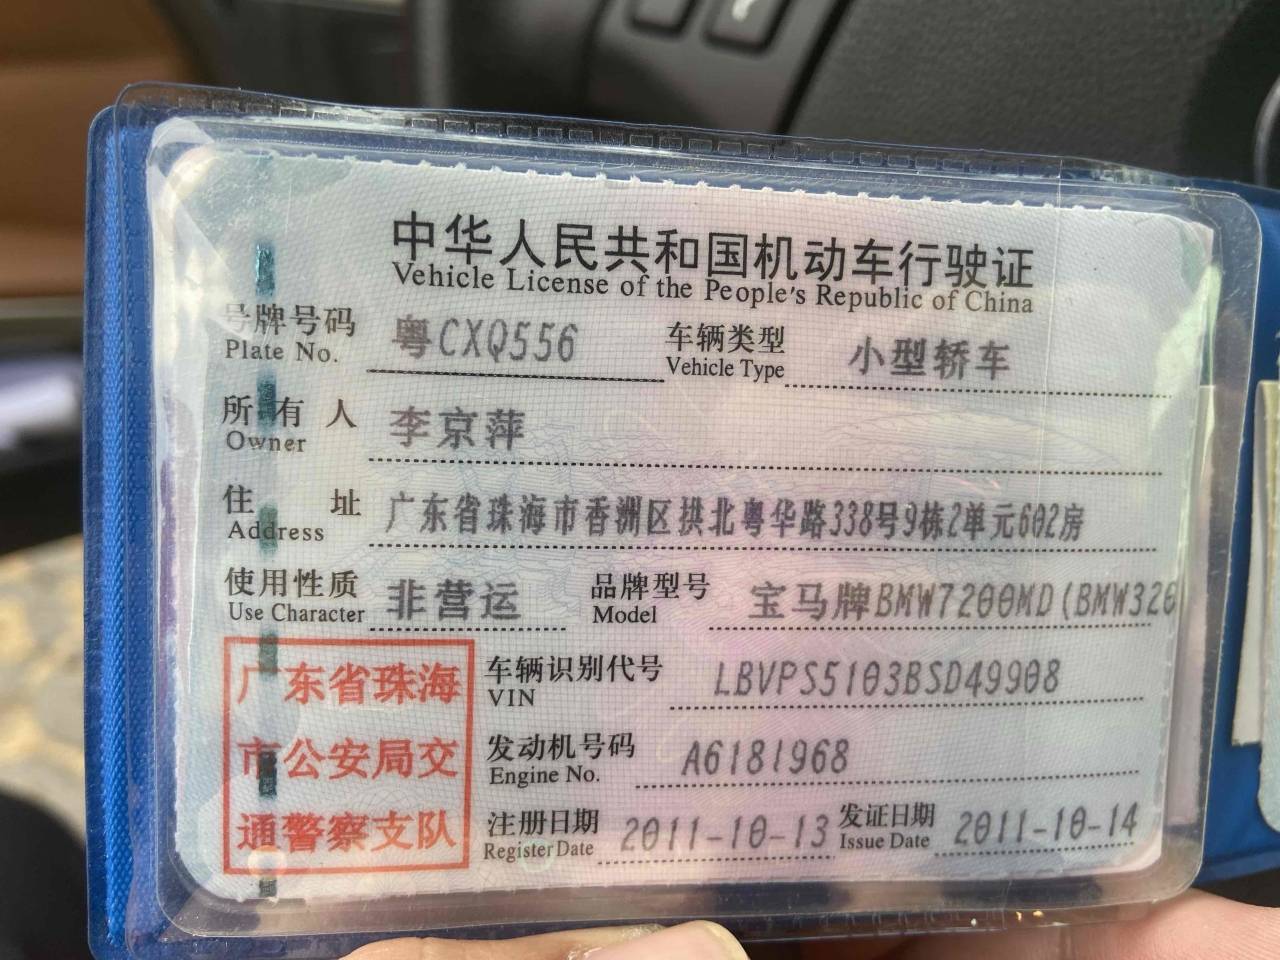 中华人民共和国机动车行驶证
Vehicle License of the People's Republic of China
号牌号码 粤CXQ556 车辆类型 小型轿车
Plate No. Vehicle Type
所有人 李京萍
Owner
住址 广东省珠海市香洲区拱北粤华路338号9栋2单元602房
Address
使用性质 非营运 品牌型号 宝马牌BMW7200MD(BMW320
Use Character Model
广东省珠海
市公安局交
通警察支队
车辆识别代号 LBVPS5103BSD49908
VIN
发动机号码 A6181968
Engine No.
注册日期 2011-10-13 发证日期 2011-10-14
Register Date Issue Date